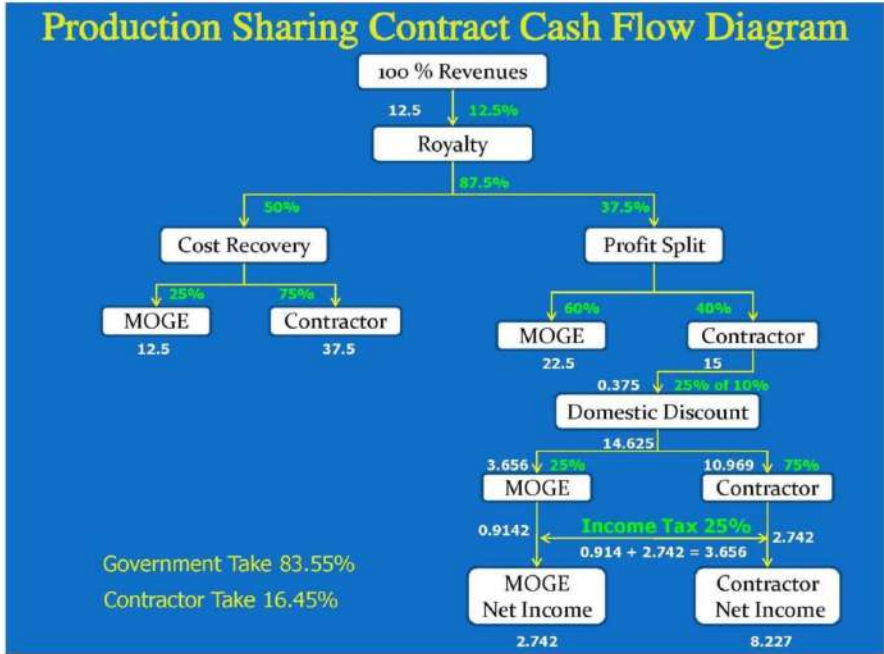 Production Sharing Contract Cash Flow Diagram
100 % Revenues
12.5 12.5%
Royalty
87.5%
50% 37.5%
Cost Recovery Profit Split
25% 75% 60% 40%
MOGE Contractor MOGE Contractor
12.5 37.5 22.5 15
0.375 25% of 10%
Domestic Discount
14.625
3.656 25% 10.969 75%
MOGE Contractor
0.9142 Income Tax 25% 2.742
0.914 + 2.742 = 3.656
Government Take 83.55%
Contractor Take 16.45%
MOGE Contractor
Net Income Net Income
2.742 8.227